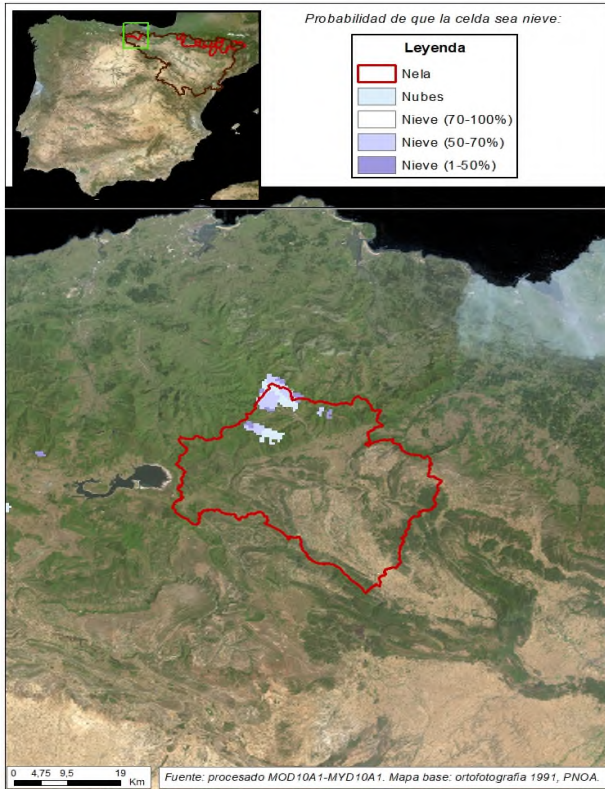 Probabilidad de que la celda sea nieve:
Leyenda
Nela
Nubes
Nieve (70-100%)
Nieve (50-70%)
Nieve (1-50%)
0 4,75 9,5 19
Km
Fuente: procesado MOD10A1-MYD10A1. Mapa base: ortofotografía 1991, PNOA.